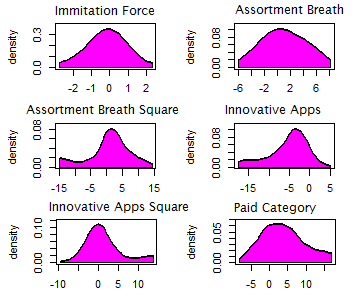 Immitation Force
Assortment Breath
density
0.0 0.3
-2 -1 0 1 2
density
0.00 0.08
-6 -2 2 6
Assortment Breath Square
Innovative Apps
density
0.00 0.08
-15 -5 5 15
density
0.00 0.10
-15 -5 0 5
Innovative Apps Square
Paid Category
density
0.00 0.10
-10 0 5 10
density
0.00 0.05
-5 0 5 10